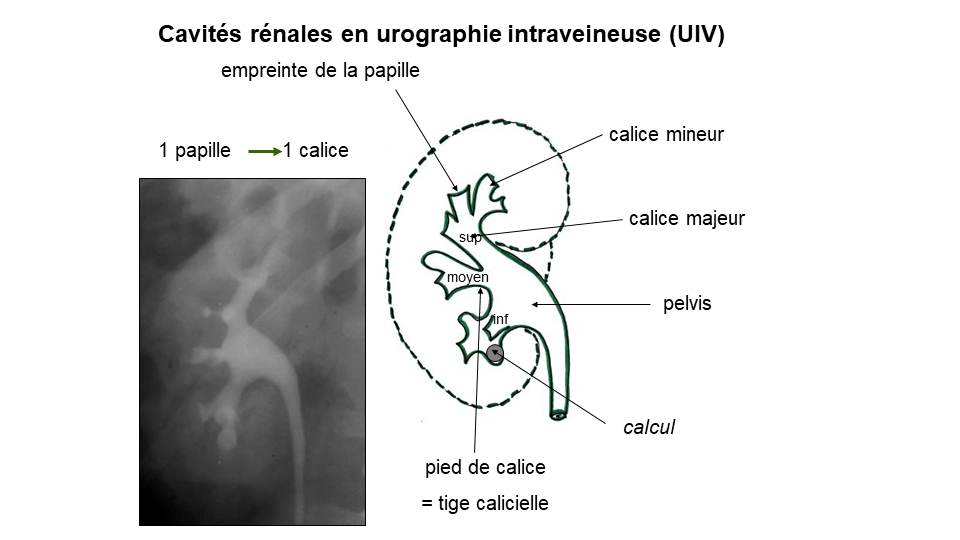 Cavités rénales en urographie intraveineuse (UIV)
empreinte de la papille
calice mineur
1 papille 1 calice
calice majeur
sup
moyen
pelvis
inf
calcul
pied de calice
= tige calicielle